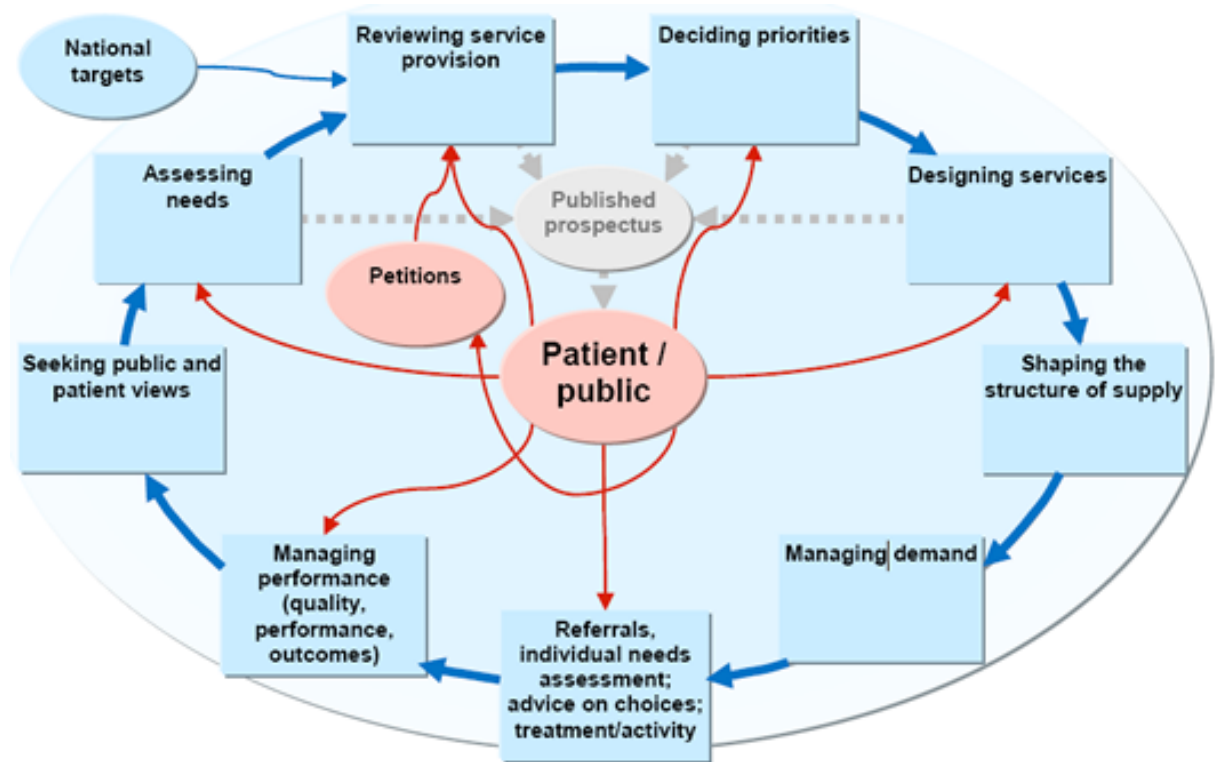 National
targets
Reviewing service
provision
Deciding priorities
Assessing
needs
Published
prospectus
Designing services
Petitions
Patient /
public
Seeking public and
patient views
Shaping the
structure of supply
Managing
performance
(quality,
performance,
outcomes)
Managing demand
Referrals,
individual needs
assessment;
advice on choices;
treatment/activity